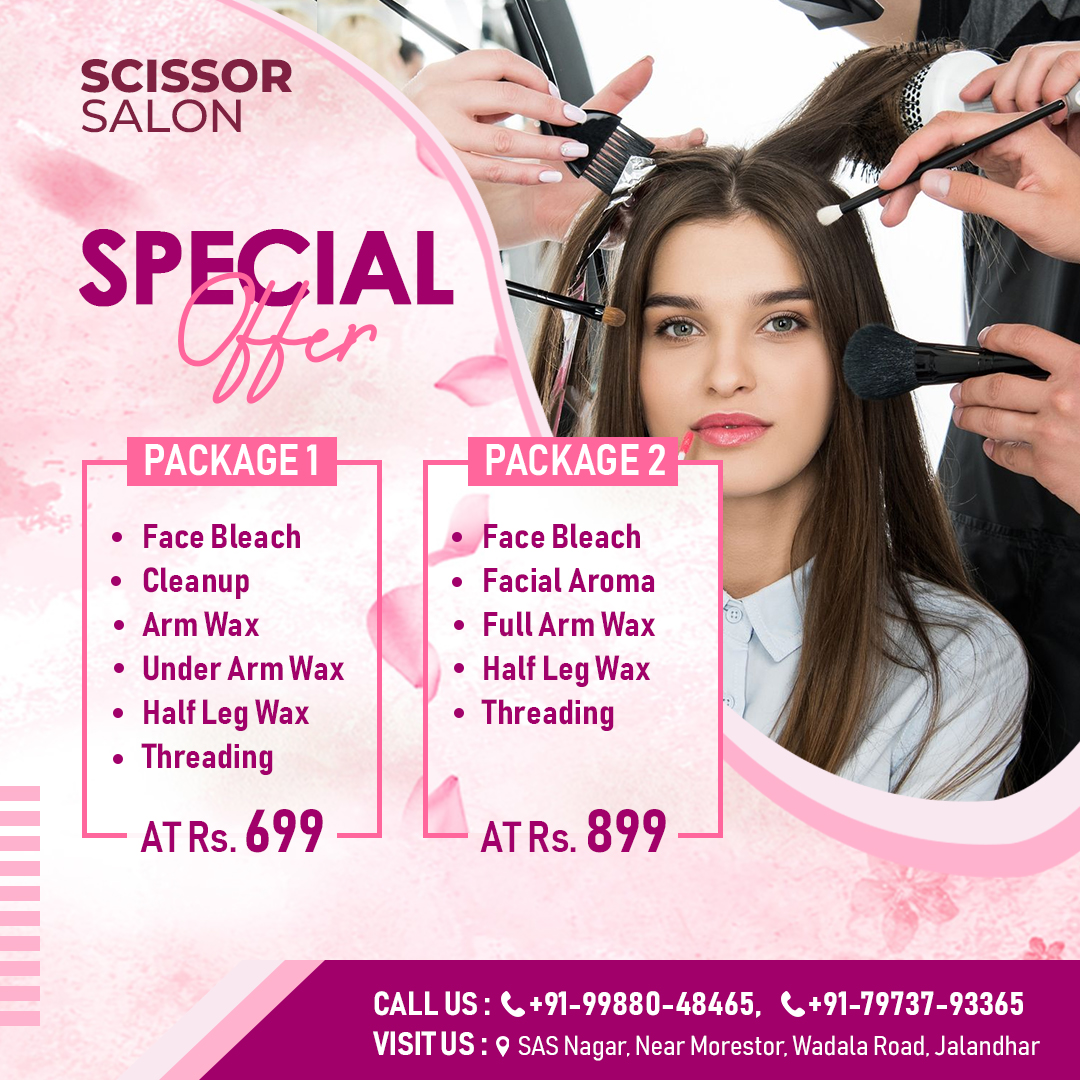 SCISSOR
SALON
SPECIAL
Offer
PACKAGE 1
• Face Bleach
• Cleanup
• Arm Wax
• Under Arm Wax
• Half Leg Wax
• Threading
AT Rs. 699
PACKAGE 2
• Face Bleach
• Facial Aroma
• Full Arm Wax
• Half Leg Wax
• Threading
AT Rs. 899
CALL US : +91-99880-48465, +91-79737-93365
VISIT US : SAS Nagar, Near Morestor, Wadala Road, Jalandhar